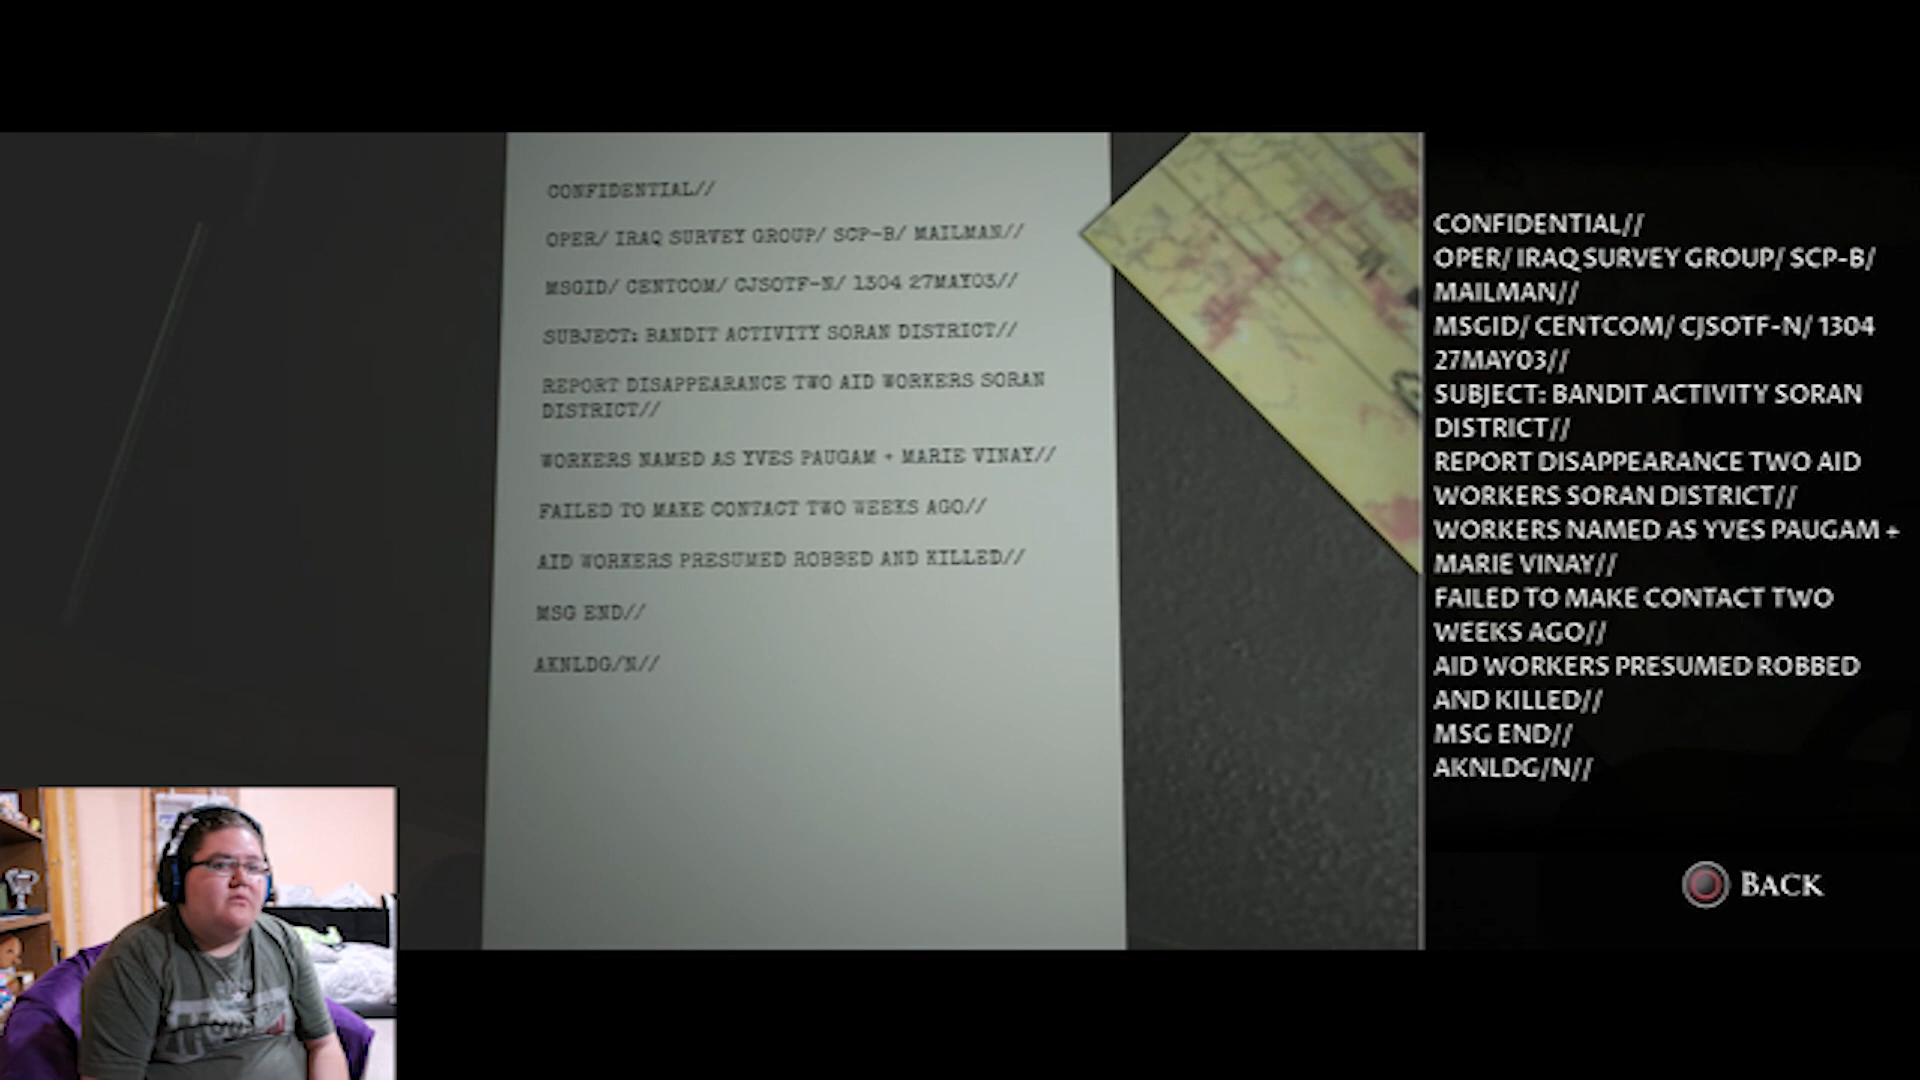 CONFIDENTIAL//
OPER/ IRAQ SURVEY GROUP/ SCP-B/ MAILMAN//
MSGID/ CENTCOM/ CJSOTF-N/ 1304 27MAY03//
SUBJECT: BANDIT ACTIVITY SORAN DISTRICT//
REPORT DISAPPEARANCE TWO AID WORKERS SORAN
DISTRICT//
WORKERS NAMED AS YVES PAUGAM + MARIE VINAY//
FAILED TO MAKE CONTACT TWO WEEKS AGO//
AID WORKERS PRESUMED ROBBED AND KILLED//
MSG END//
AKNLDG/N//
CONFIDENTIAL//
OPER/ IRAQ SURVEY GROUP/ SCP-B/
MAILMAN//
MSGID/ CENTCOM/ CJSOTF-N/ 1304
27MAY03//
SUBJECT: BANDIT ACTIVITY SORAN
DISTRICT//
REPORT DISAPPEARANCE TWO AID
WORKERS SORAN DISTRICT//
WORKERS NAMED AS YVES PAUGAM +
MARIE VINAY//
FAILED TO MAKE CONTACT TWO
WEEKS AGO//
AID WORKERS PRESUMED ROBBED
AND KILLED//
MSG END//
AKNLDG/N//
BACK